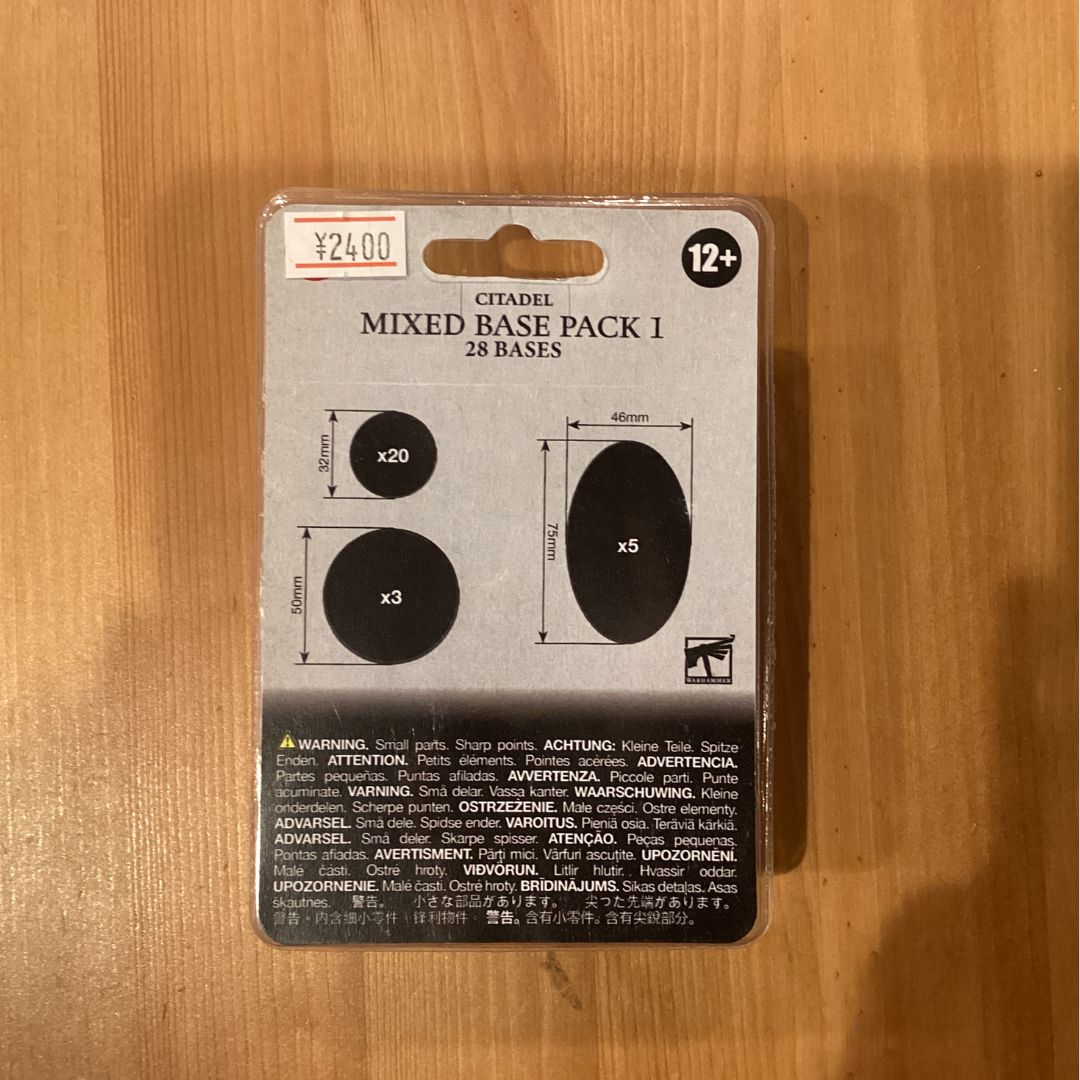 ¥2400
12+
CITADEL
MIXED BASE PACK 1
28 BASES
46mm
32mm
x20
75mm
x5
50mm
x3
WARHAMMER
WARNING. Small parts. Sharp points. ACHTUNG: Kleine Teile. Spitze
Enden. ATTENTION. Petits éléments. Pointes acérées. ADVERTENCIA.
Partes pequeñas. Puntas afiladas. AVVERTENZA. Piccole parti. Punte
acuminate. VARNING. Små delar. Vassa kanter. WAARSCHUWING. Kleine
onderdelen. Scherpe punten. OSTRZEŻENIE. Małe części. Ostre elementy.
ADVARSEL. Små dele. Spidse ender. VAROITUS. Pieniä osia. Teräviä kärkiä.
ADVARSEL. Små deler. Skarpe spisser. ATENÇÃO. Peças pequenas.
Pontas afiadas. AVERTISMENT. Părți mici. Vârfuri ascuțite. UPOZORNĚNÍ.
Malé části. Ostré hroty. VIÐVÖRUN. Litlir hlutir. Hvassir oddar.
UPOZORNENIE. Malé časti. Ostré hroty. BRĪDINĀJUMS. Sīkas detaļas. Asas
šķautnes. 警告。 小さな部品があります。 尖った先端があります。
警告。内含细小零件。锋利物件。警告。含有小零件。含有尖銳部分。